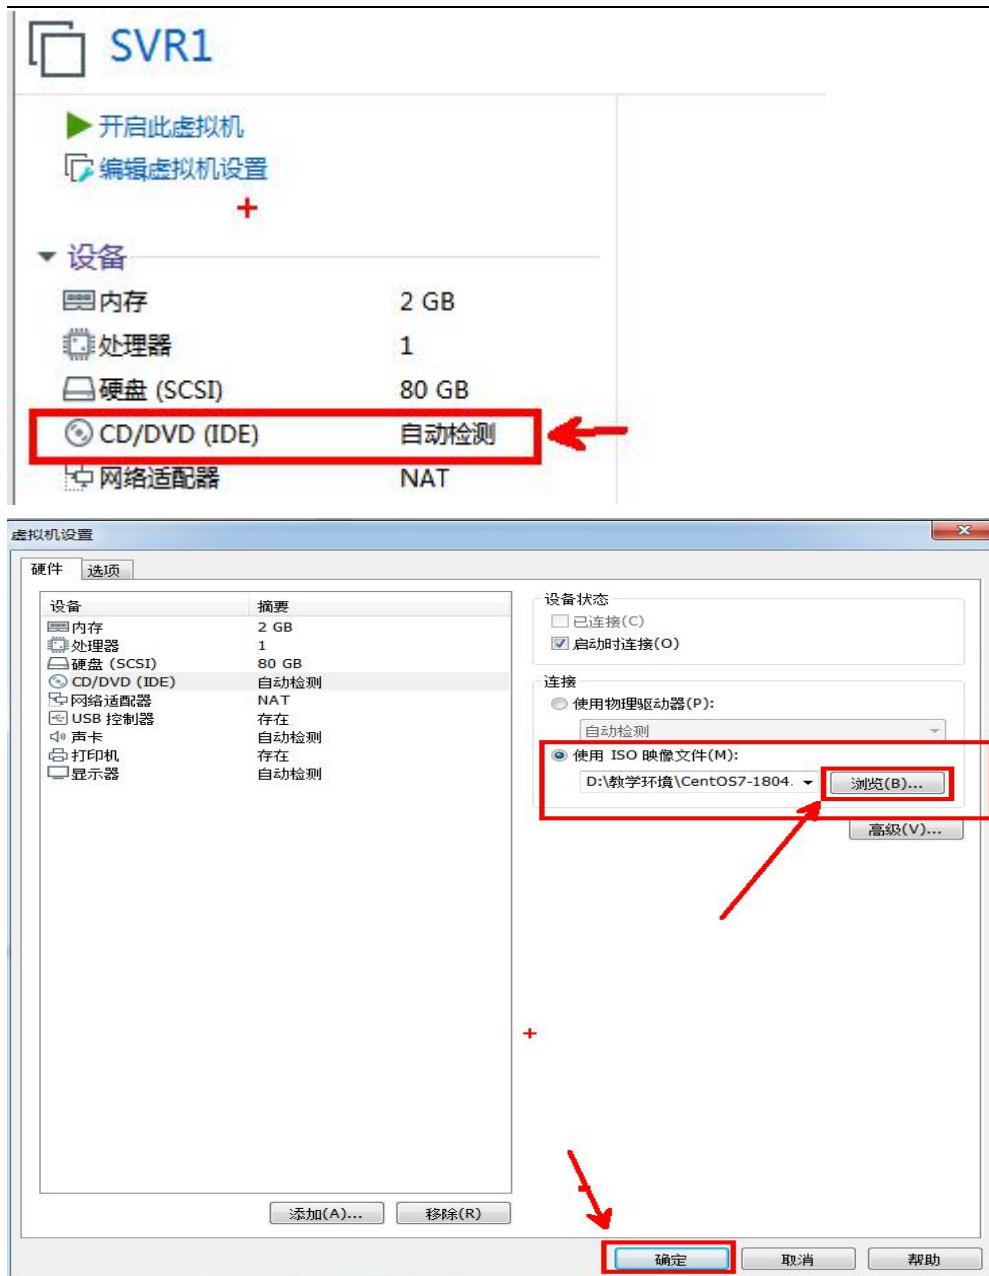 SVR1
开启此虚拟机
编辑虚拟机设置
设备
内存 2 GB
处理器 1
硬盘 (SCSI) 80 GB
CD/DVD (IDE) 自动检测
网络适配器 NAT
虚拟机设置
硬件 选项
设备 摘要
内存 2 GB
处理器 1
硬盘 (SCSI) 80 GB
CD/DVD (IDE) 自动检测
网络适配器 NAT
USB 控制器 存在
声卡 自动检测
打印机 存在
显示器 自动检测
设备状态
已连接(C)
启动时连接(O)
连接
使用物理驱动器(P):
自动检测
使用 ISO 映像文件(M):
D:\教学环境\CentOS7-1804. 浏览(B)...
高级(V)...
添加(A)... 移除(R)
确定 取消 帮助